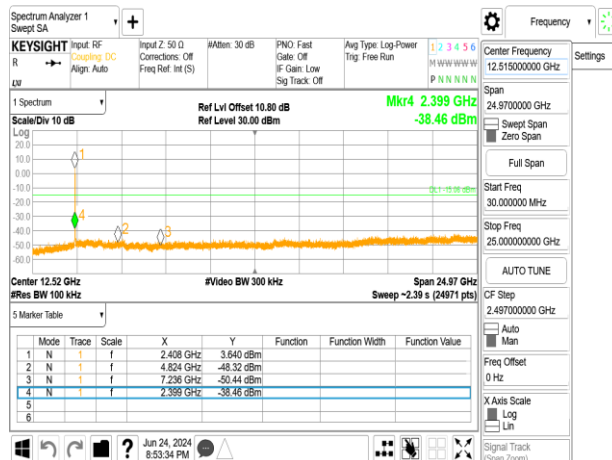 Spectrum Analyzer 1
Swept SA
Frequency
KEYSIGHT
R
LXI
Input: RF
Coupling: DC
Align: Auto
Input Z: 50 Ω
Corrections: Off
Freq Ref: Int (S)
#Atten: 30 dB
PNO: Fast
Gate: Off
IF Gain: Low
Sig Track: Off
Avg Type: Log-Power
Trig: Free Run
1 2 3 4 5 6
M W W W W W
P N N N N N
Center Frequency
12.515000000 GHz
Settings
Span
24.9700000 GHz
Swept Span
Zero Span
Full Span
Start Freq
30.000000 MHz
Stop Freq
25.000000000 GHz
AUTO TUNE
CF Step
2.497000000 GHz
Auto
Man
Freq Offset
0 Hz
X Axis Scale
Log
Lin
Signal Track
(Span Zoom)
1 Spectrum
Scale/Div 10 dB
Ref Lvl Offset 10.80 dB
Ref Level 30.00 dBm
Mkr4 2.399 GHz
-38.46 dBm
Log
20.0
10.0
0.00
-10.0
-20.0
-30.0
-40.0
-50.0
-60.0
1
2
3
4
Center 12.52 GHz
#Res BW 100 kHz
#Video BW 300 kHz
Span 24.97 GHz
Sweep ~2.39 s (24971 pts)
5 Marker Table
Mode Trace Scale X Y Function Function Width Function Value
1 N 1 f 2.408 GHz 3.640 dBm
2 N 1 f 4.824 GHz -48.32 dBm
3 N 1 f 7.236 GHz -50.44 dBm
4 N 1 f 2.399 GHz -38.46 dBm
5
6
?
Jun 24, 2024
8:53:34 PM